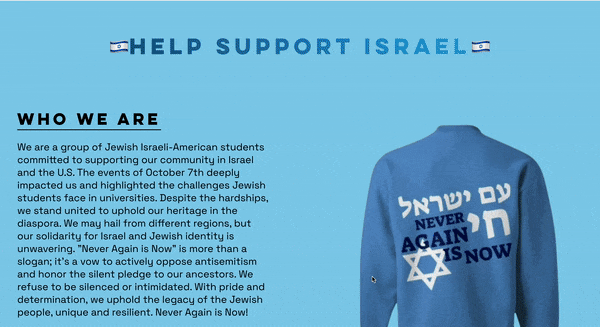 HELP SUPPORT ISRAEL
WHO WE ARE
We are a group of Jewish Israeli-American students
committed to supporting our community in Israel
and the U.S. The events of October 7th deeply
impacted us and highlighted the challenges Jewish
students face in universities. Despite the hardships,
we stand united to uphold our heritage in the
diaspora. We may hail from different regions, but
our solidarity for Israel and Jewish identity is
unwavering. "Never Again is Now" is more than a
slogan; it's a vow to actively oppose antisemitism
and honor the silent pledge to our ancestors. We
refuse to be silenced or intimidated. With pride and
determination, we uphold the legacy of the Jewish
people, unique and resilient. Never Again is Now!
עם ישראל
חי
NEVER
AGAIN
IS NOW